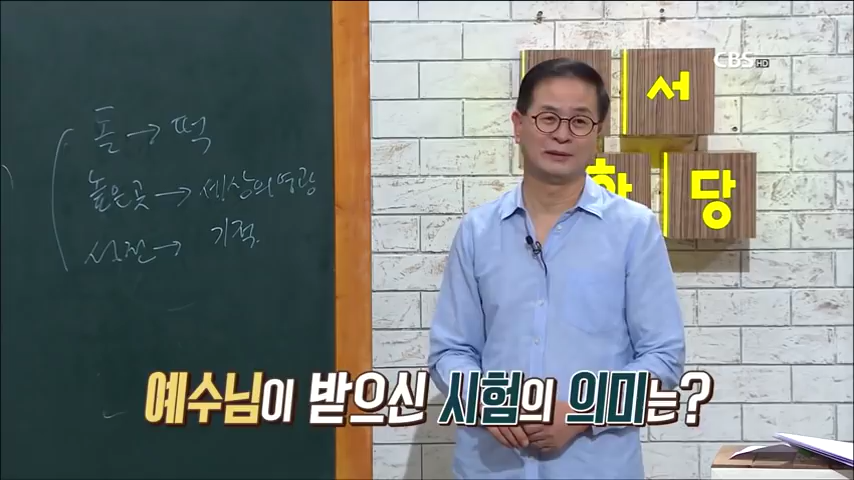 CBS HD
서
당
돌 → 떡
높은곳 → 세상의 영광
성전 → 기적.
예수님이 받으신 시험의 의미는?